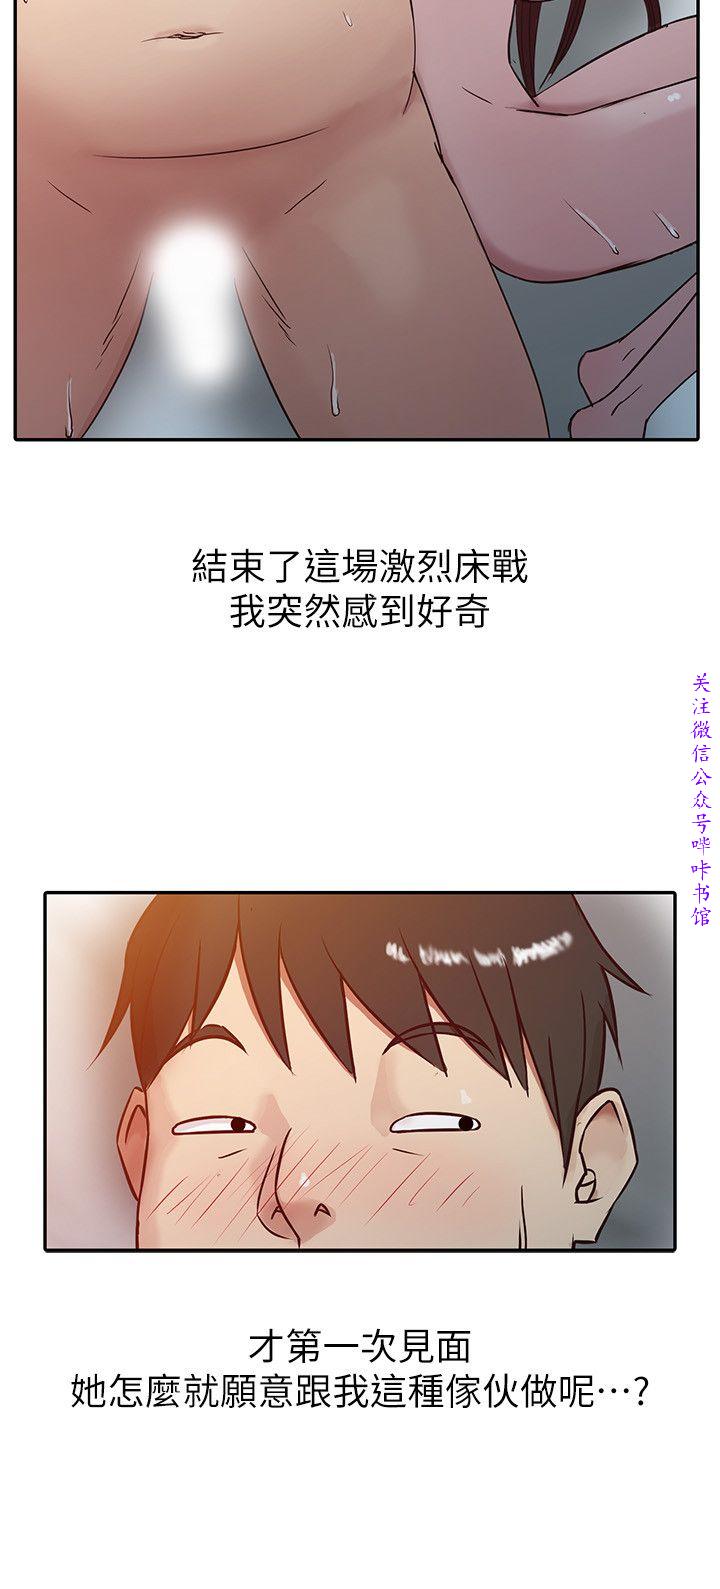 結束了這場激烈床戰
我突然感到好奇
关注微信公众号哔咔书馆
才第一次見面
她怎麼就願意跟我這種傢伙做呢⋯?